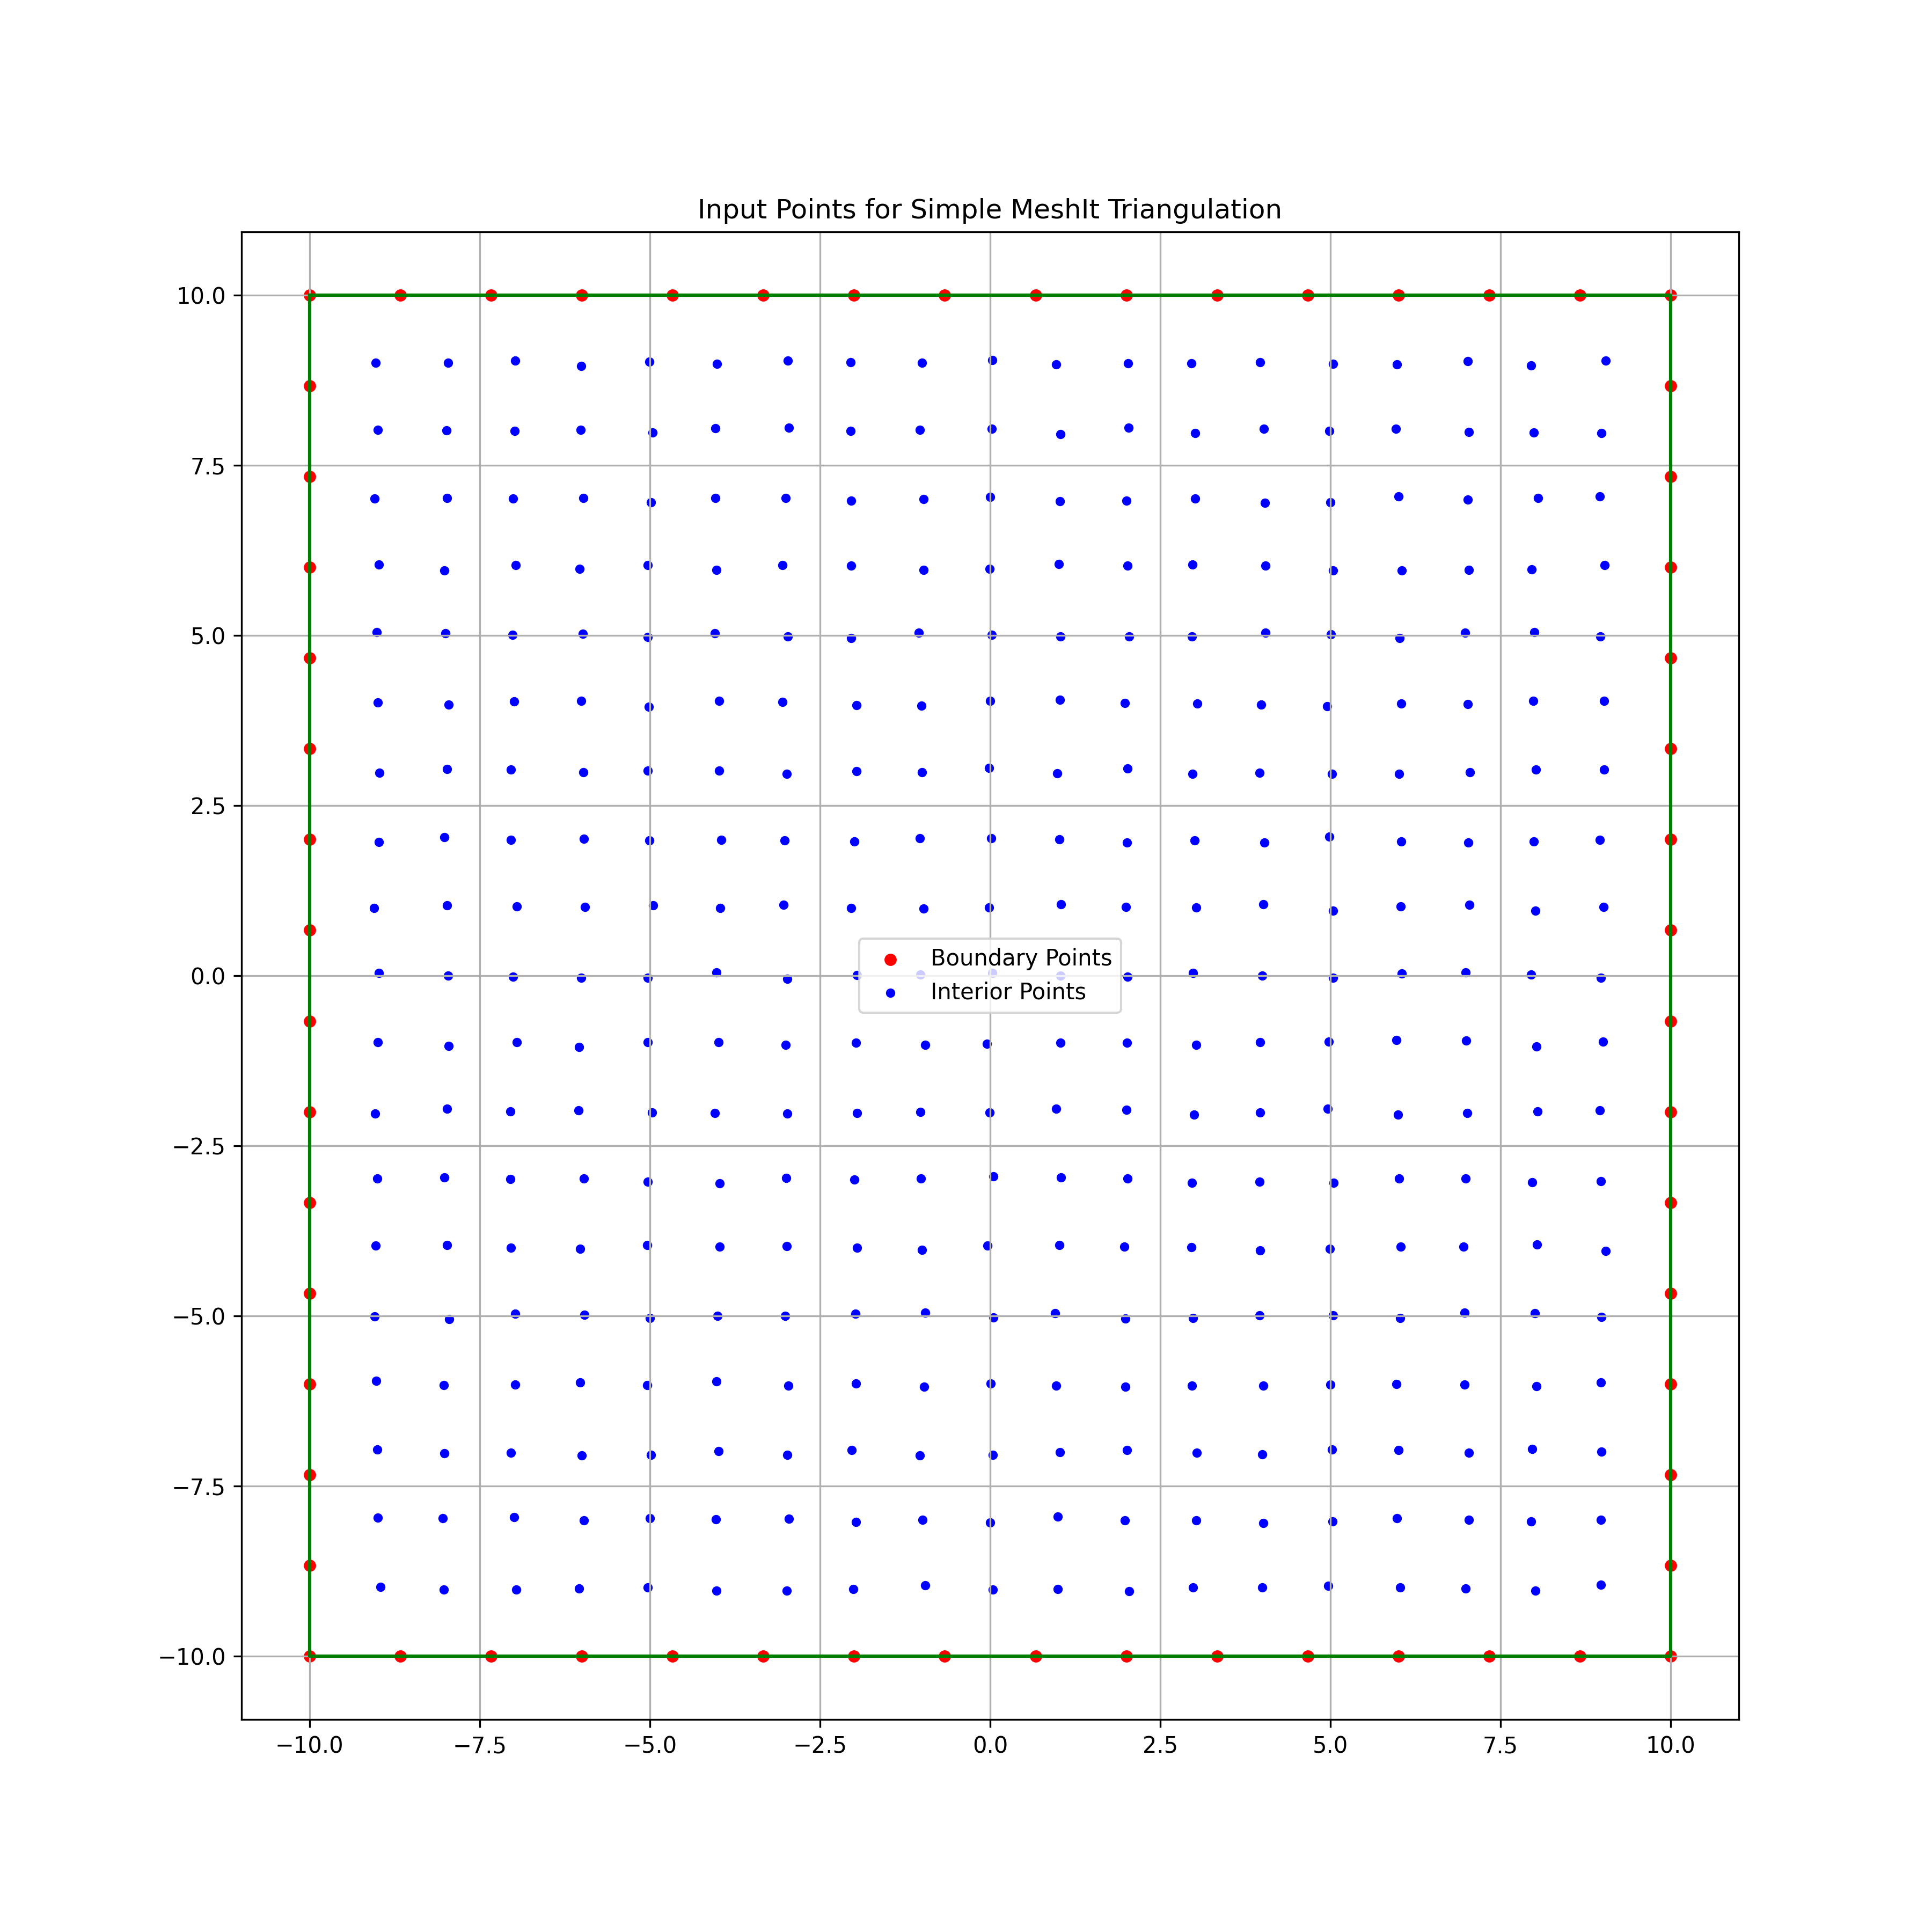 Input Points for Simple MeshIt Triangulation
10.0
7.5
5.0
2.5
0.0
−2.5
−5.0
−7.5
−10.0
Boundary Points
Interior Points
−10.0 −7.5 −5.0 −2.5 0.0 2.5 5.0 7.5 10.0